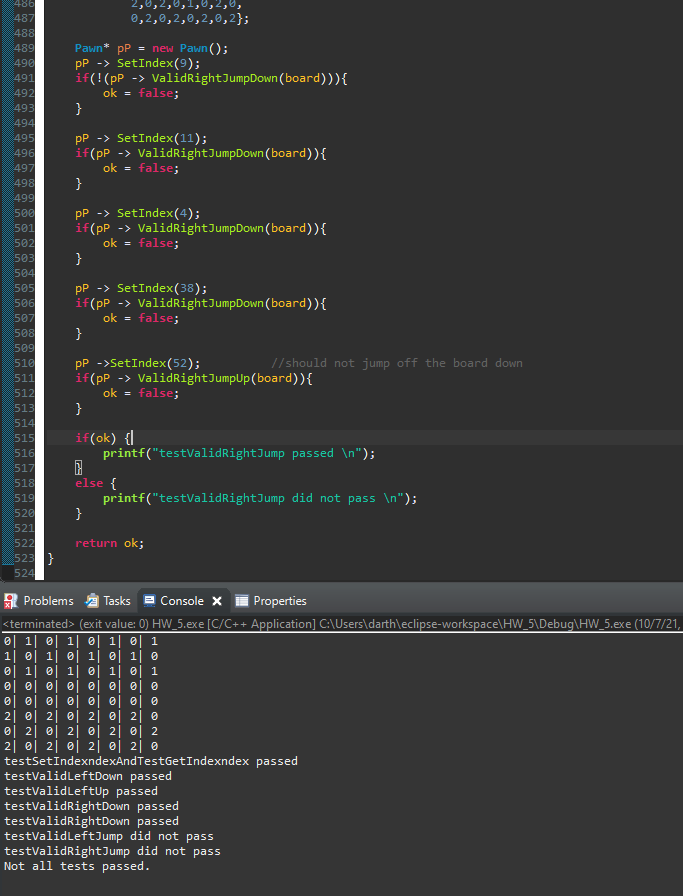 486 2,0,2,0,1,0,2,0,
487 0,2,0,2,0,2,0,2};
488
489 Pawn* pP = new Pawn();
490 pP -> SetIndex(9);
491 if(!(pP -> ValidRightJumpDown(board))){
492 ok = false;
493 }
494
495 pP -> SetIndex(11);
496 if(pP -> ValidRightJumpDown(board)){
497 ok = false;
498 }
499
500 pP -> SetIndex(4);
501 if(pP -> ValidRightJumpDown(board)){
502 ok = false;
503 }
504
505 pP -> SetIndex(38);
506 if(pP -> ValidRightJumpDown(board)){
507 ok = false;
508 }
509
510 pP ->SetIndex(52); //should not jump off the board down
511 if(pP -> ValidRightJumpUp(board)){
512 ok = false;
513 }
514
515 if(ok) {
516 printf("testValidRightJump passed \n");
517 }
518 else {
519 printf("testValidRightJump did not pass \n");
520 }
521
522 return ok;
523 }
524
Problems Tasks Console Properties
<terminated> (exit value: 0) HW_5.exe [C/C++ Application] C:\Users\darth\eclipse-workspace\HW_5\Debug\HW_5.exe (10/7/21,
0| 1| 0| 1| 0| 1| 0| 1
1| 0| 1| 0| 1| 0| 1| 0
0| 1| 0| 1| 0| 1| 0| 1
0| 0| 0| 0| 0| 0| 0| 0
0| 0| 0| 0| 0| 0| 0| 0
2| 0| 2| 0| 2| 0| 2| 0
0| 2| 0| 2| 0| 2| 0| 2
2| 0| 2| 0| 2| 0| 2| 0
testSetIndexndexAndTestGetIndexndex passed
testValidLeftDown passed
testValidLeftUp passed
testValidRightDown passed
testValidRightDown passed
testValidLeftJump did not pass
testValidRightJump did not pass
Not all tests passed.